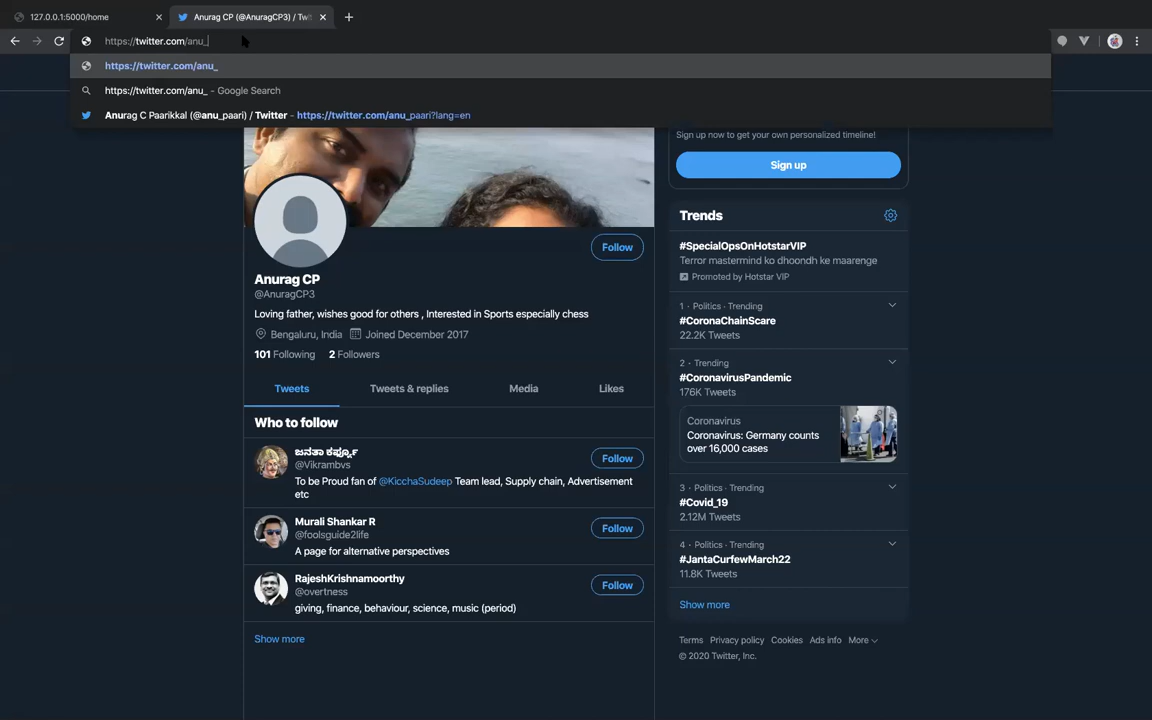 127.0.0.1:5000/home
Anurag CP (@AnuragCP3) / Twit
https://twitter.com/anu_
https://twitter.com/anu_
https://twitter.com/anu_ - Google Search
Anurag C Paarikkal (@anu_paari) / Twitter - https://twitter.com/anu_paari?lang=en
Sign up now to get your own personalized timeline!
Sign up
Follow
Anurag CP
@AnuragCP3
Loving father, wishes good for others , Interested in Sports especially chess
Bengaluru, India Joined December 2017
101 Following 2 Followers
Tweets Tweets & replies Media Likes
Who to follow
ಜನತಾ ಕರ್ಫ್ಯೂ
@Vikrambvs
Follow
To be Proud fan of @KicchaSudeep Team lead, Supply chain, Advertisement
etc
Murali Shankar R
@foolsguide2life
Follow
A page for alternative perspectives
RajeshKrishnamoorthy
@overtness
Follow
giving, finance, behaviour, science, music (period)
Show more
Trends
#SpecialOpsOnHotstarVIP
Terror mastermind ko dhoondh ke maarenge
Promoted by Hotstar VIP
1 · Politics · Trending
#CoronaChainScare
22.2K Tweets
2 · Trending
#CoronavirusPandemic
176K Tweets
Coronavirus
Coronavirus: Germany counts
over 16,000 cases
3 · Politics · Trending
#Covid_19
2.12M Tweets
4 · Politics · Trending
#JantaCurfewMarch22
11.8K Tweets
Show more
Terms Privacy policy Cookies Ads info More
© 2020 Twitter, Inc.